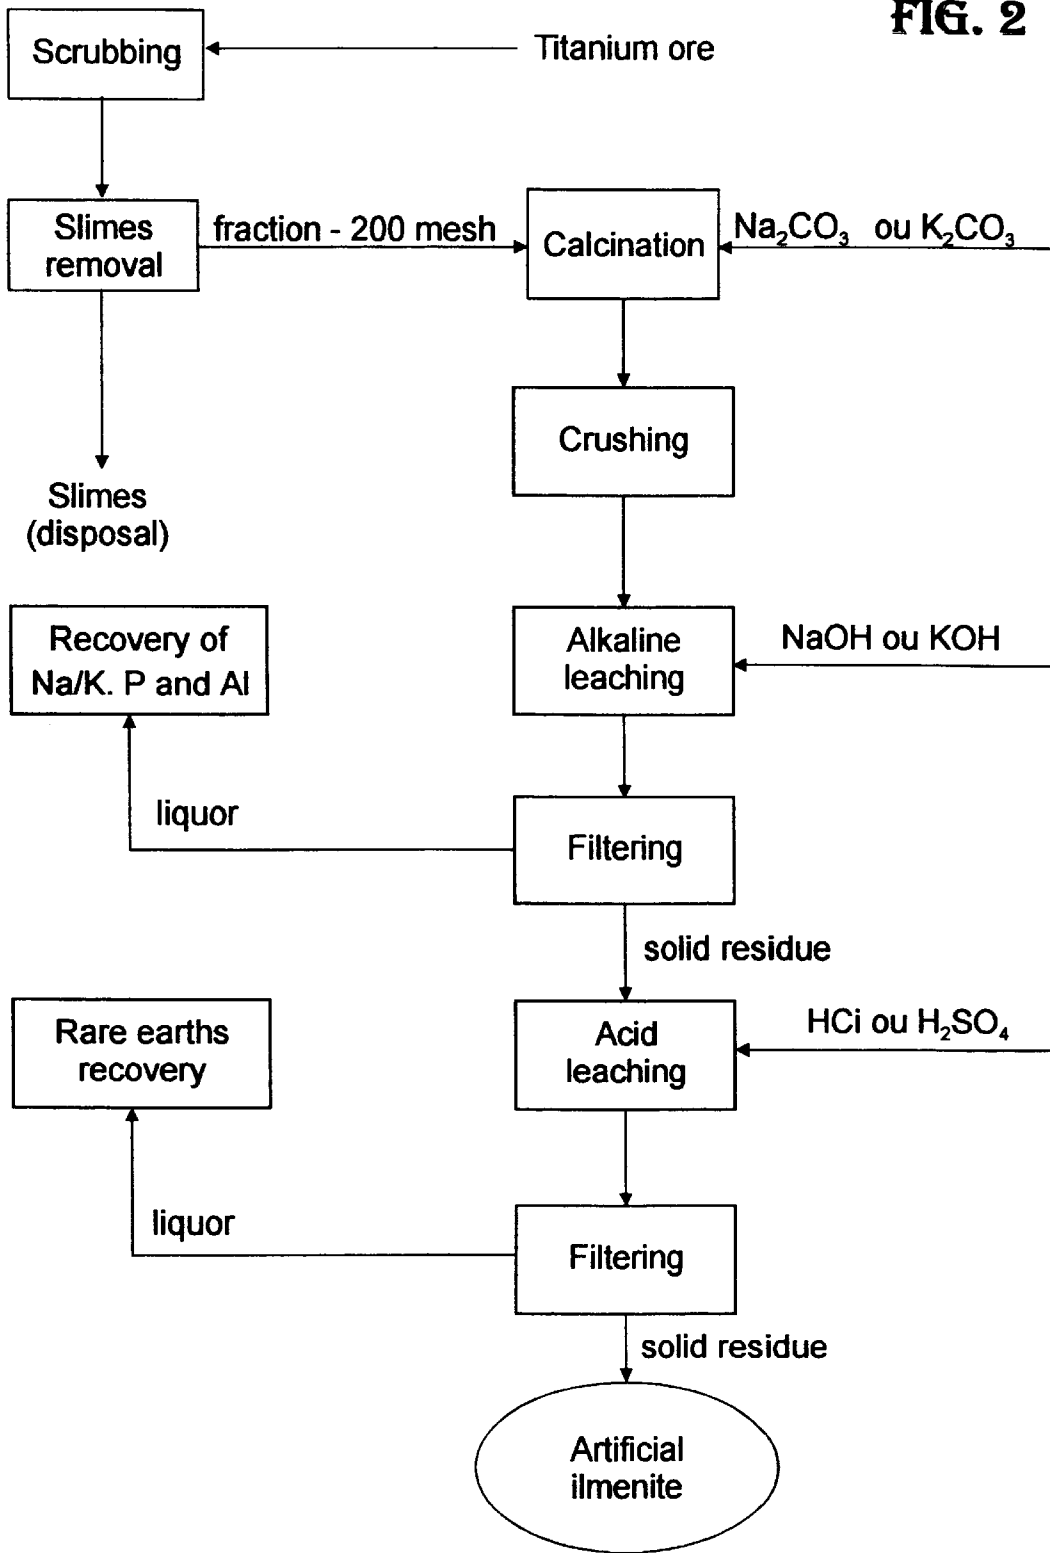 FIG. 2
Scrubbing
Titanium ore
Slimes
removal
fraction - 200 mesh
Calcination
Na₂CO₃ ou K₂CO₃
Crushing
Slimes
(disposal)
Recovery of
Na/K. P and Al
Alkaline
leaching
NaOH ou KOH
liquor
Filtering
solid residue
Rare earths
recovery
Acid
leaching
HCi ou H₂SO₄
liquor
Filtering
solid residue
Artificial
ilmenite